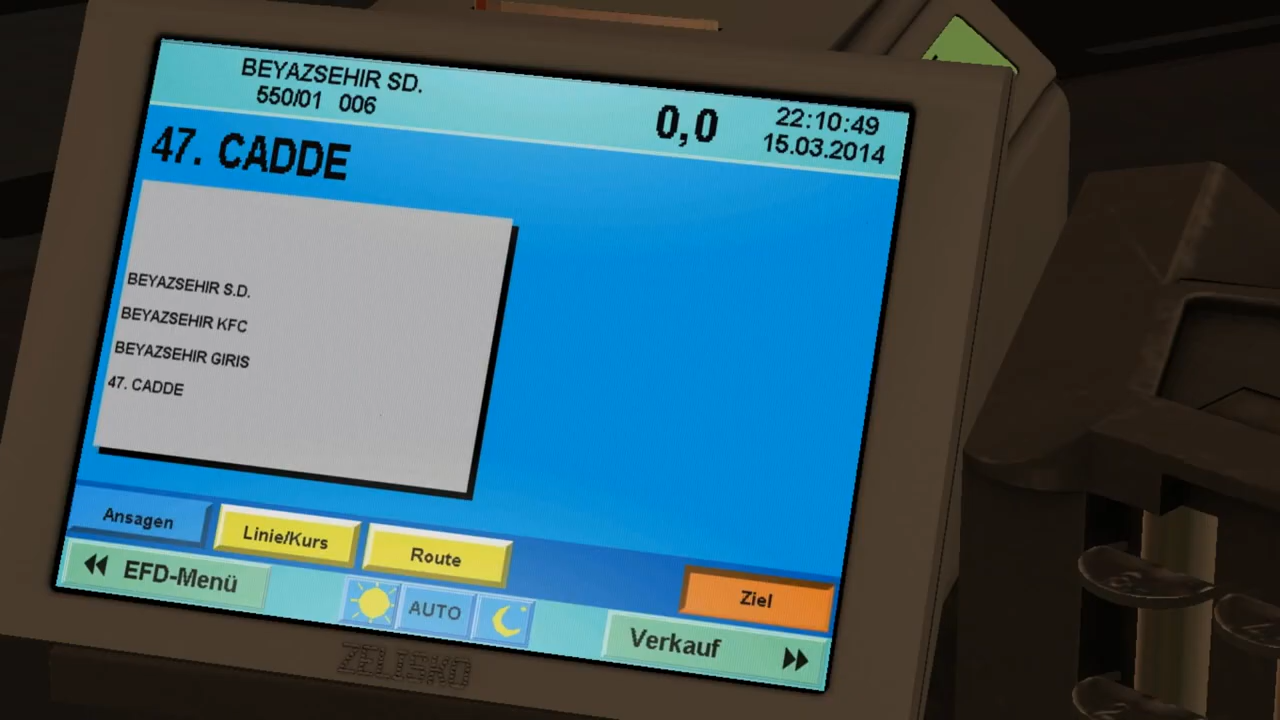 BEYAZSEHIR SD.
550/01 006
0,0
22:10:49
15.03.2014
47. CADDE
BEYAZSEHIR S.D.
BEYAZSEHIR KFC
BEYAZSEHIR GIRIS
47. CADDE
Ansagen
Linie/Kurs
Route
Ziel
EFD-Menü
AUTO
Verkauf
ZELISKO